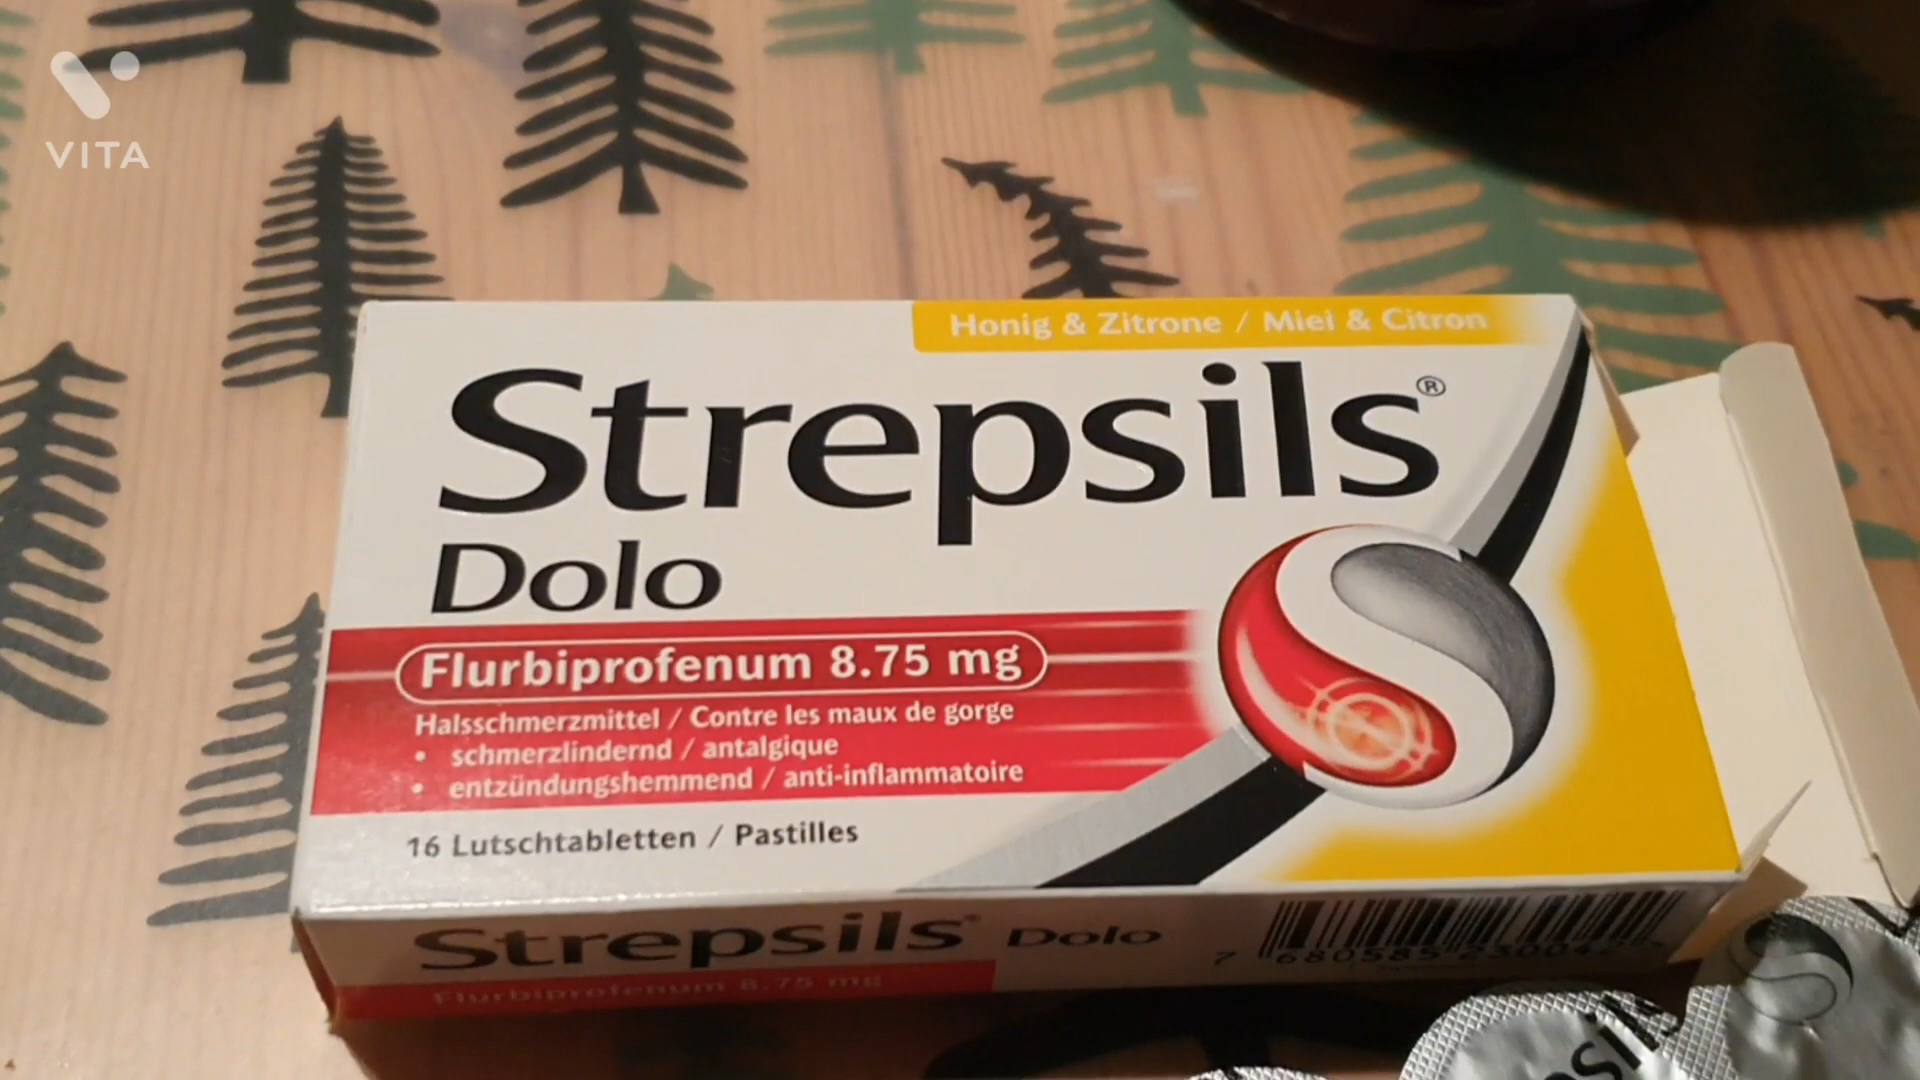 VITA
Honig & Zitrone / Miel & Citron
Strepsils®
Dolo
Flurbiprofenum 8.75 mg
Halsschmerzmittel / Contre les maux de gorge
• schmerzlindernd / antalgique
• entzündungshemmend / anti-inflammatoire
16 Lutschtabletten / Pastilles
Strepsils® Dolo
Flurbiprofenum 8.75 mg